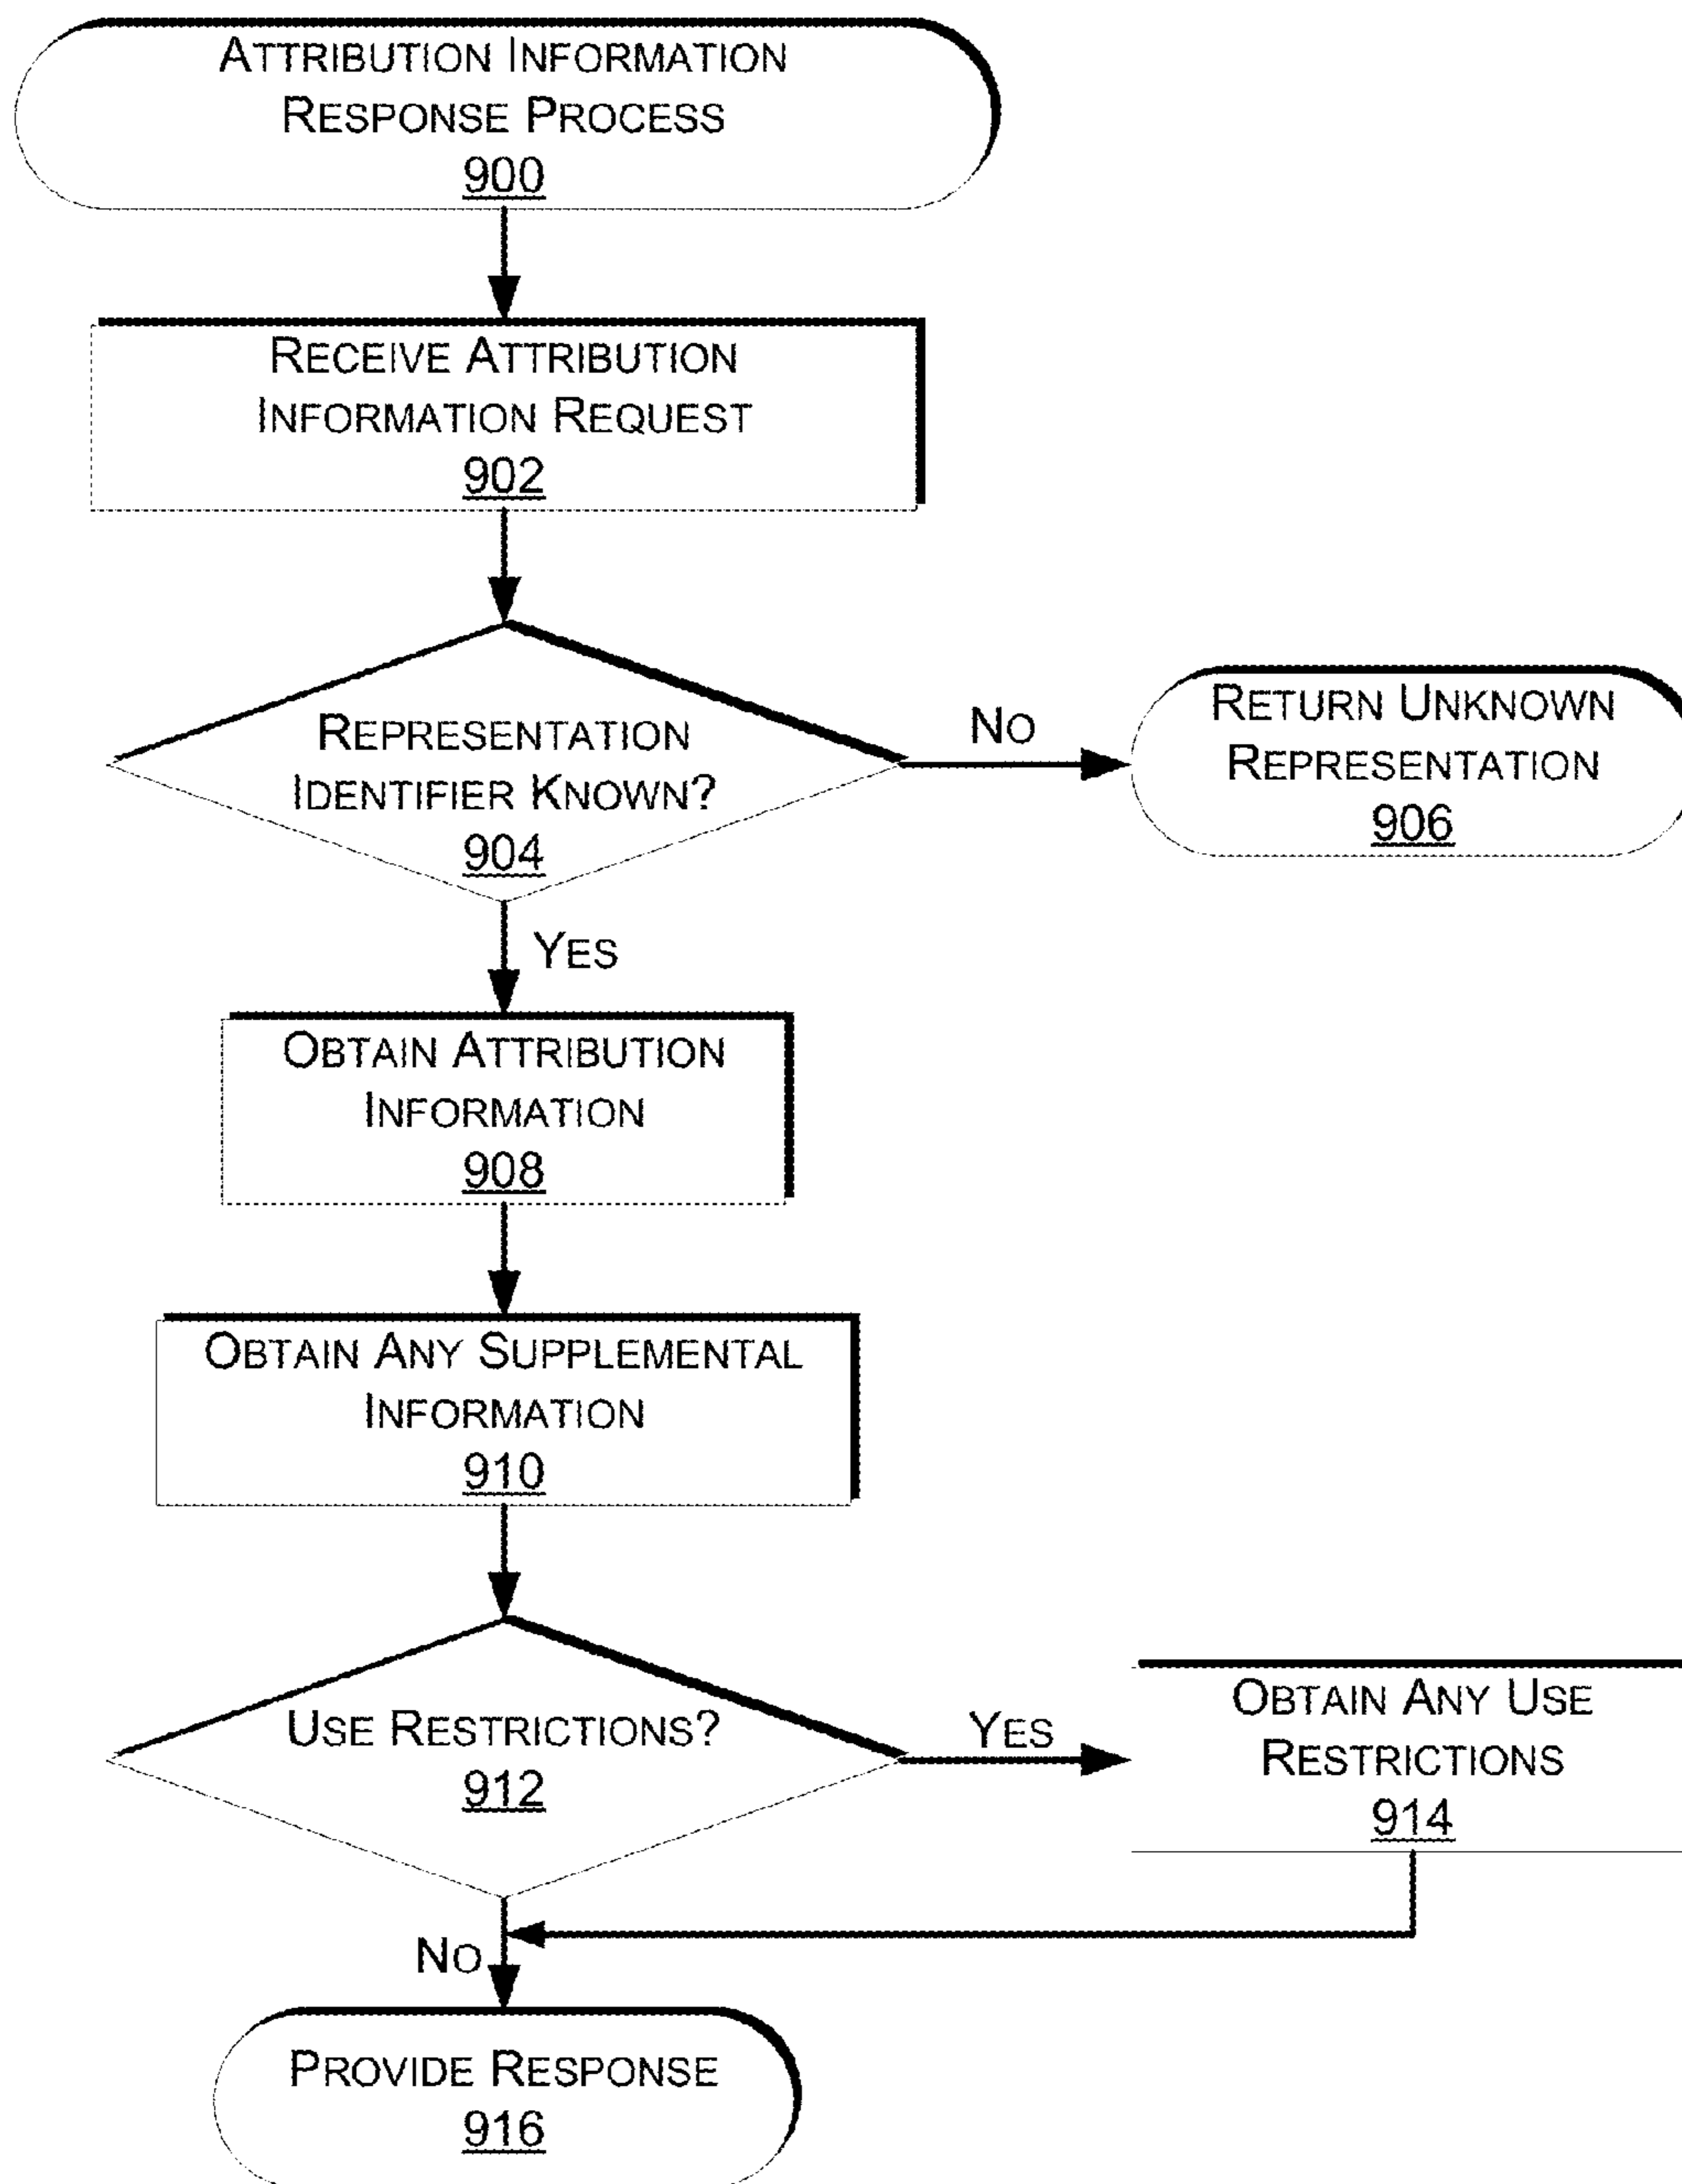 ATTRIBUTION INFORMATION
RESPONSE PROCESS
900
RECEIVE ATTRIBUTION
INFORMATION REQUEST
902
REPRESENTATION
IDENTIFIER KNOWN?
904
NO
RETURN UNKNOWN
REPRESENTATION
906
YES
OBTAIN ATTRIBUTION
INFORMATION
908
OBTAIN ANY SUPPLEMENTAL
INFORMATION
910
USE RESTRICTIONS?
912
YES
OBTAIN ANY USE
RESTRICTIONS
914
NO
PROVIDE RESPONSE
916